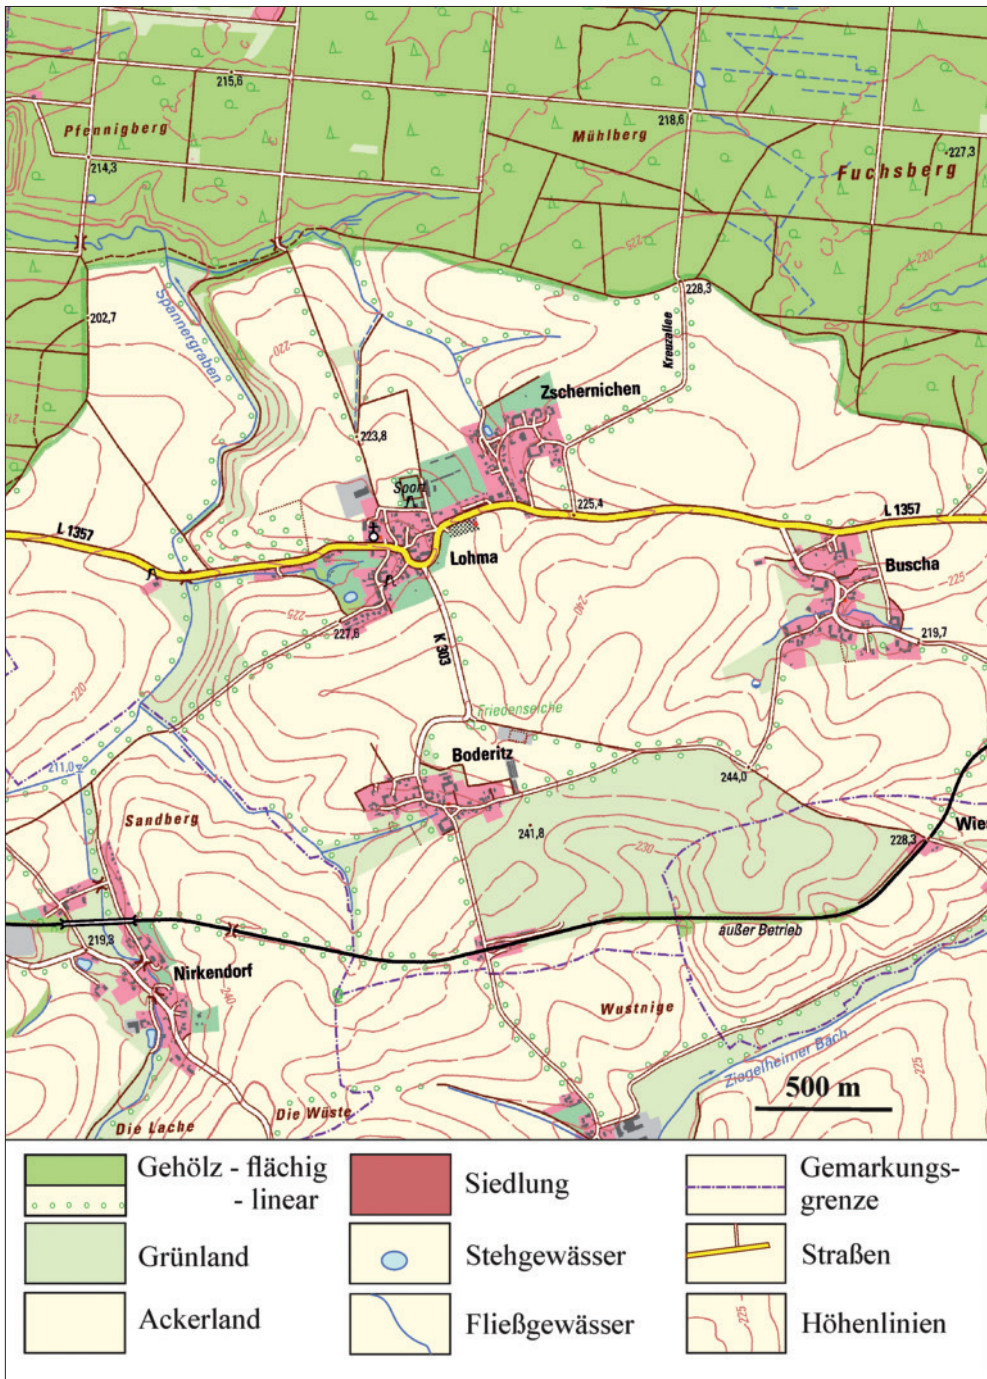 215,6
Pfennigberg
Mühlberg
218,6
227,3
214,3
Fuchsberg
225
220
228,3
Spannergraben
202,7
220
Kreuzallee
Zschernichen
223,8
Sport
225,4
L 1357
L 1357
Lohma
Buscha
225
240
225
227,6
219,7
K 303
220
Friedenseiche
Boderitz
211,0
244,0
Sandberg
241,8
230
228,3
Wien
außer Betrieb
219,3
Nirkendorf
240
Wustnige
Ziegelheimer Bach
225
500 m
Die Wüste
Die Lache
Gehölz - flächig
- linear
Siedlung
Gemarkungs-
grenze
Grünland
Stehgewässer
Straßen
Ackerland
Fließgewässer
225
Höhenlinien